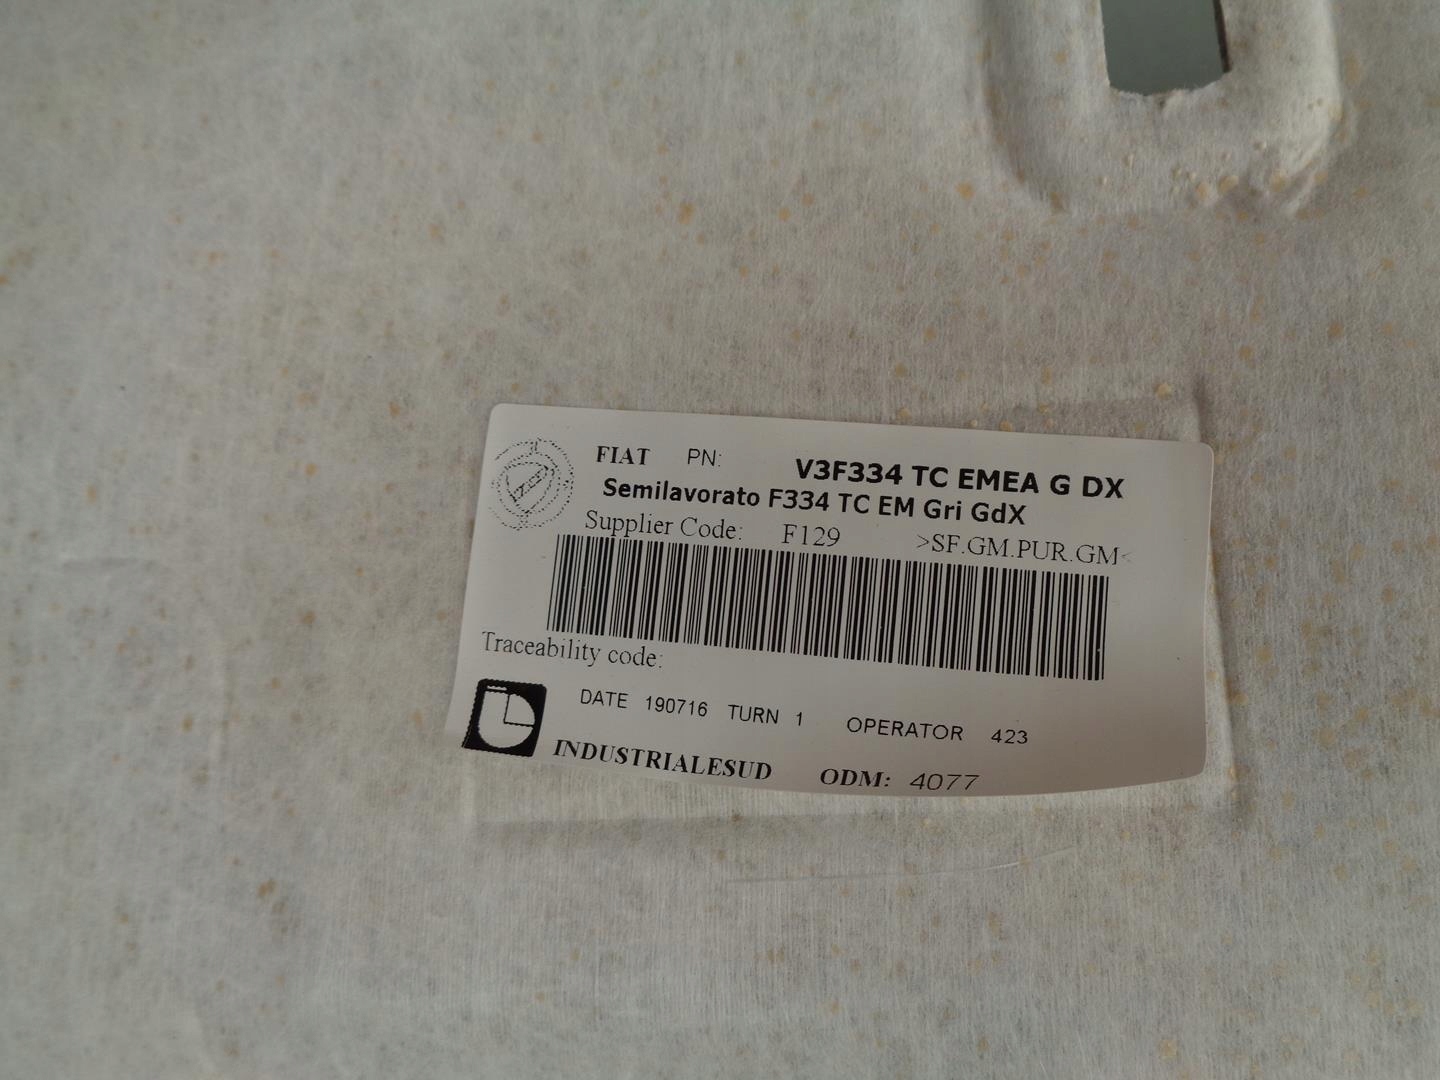 FIAT PN: V3F334 TC EMEA G DX
Semilavorato F334 TC EM Gri GdX
Supplier Code: F129 >SF.GM.PUR.GM<
Traceability code:
DATE 190716 TURN 1 OPERATOR 423
INDUSTRIALESUD ODM: 4077